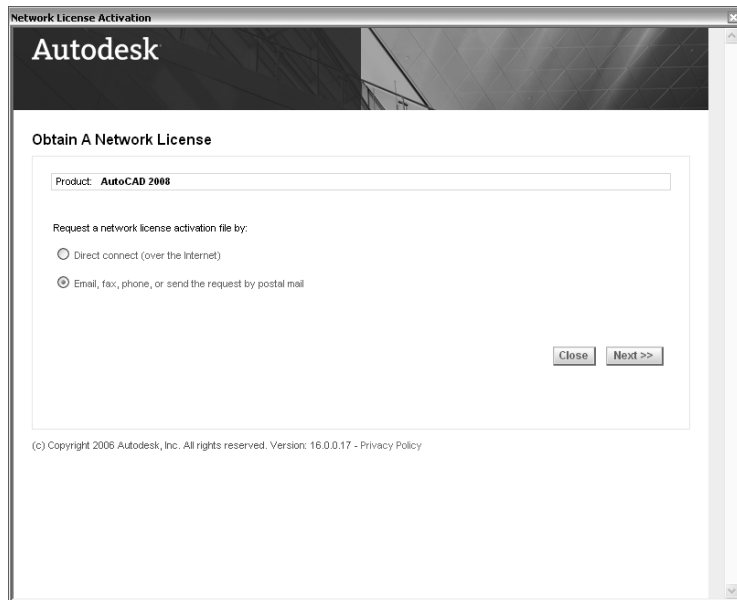 Network License Activation
Autodesk
Obtain A Network License
Product: AutoCAD 2008
Request a network license activation file by:
Direct connect (over the Internet)
Email, fax, phone, or send the request by postal mail
Close Next >>
(c) Copyright 2006 Autodesk, Inc. All rights reserved. Version: 16.0.0.17 - Privacy Policy